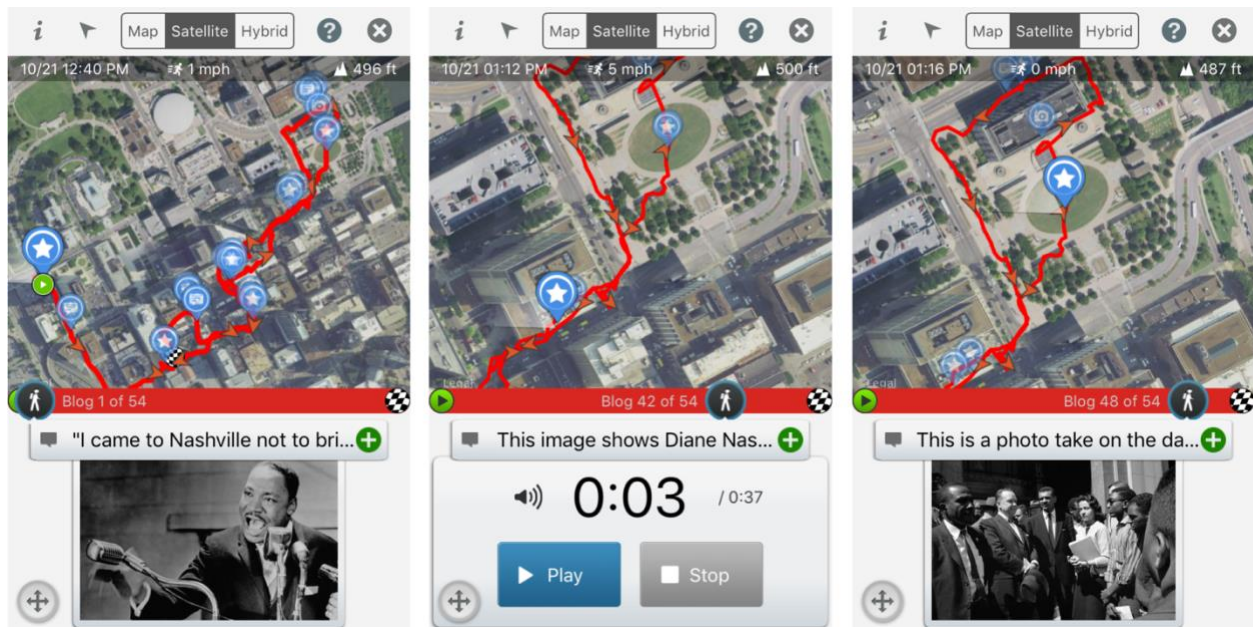 i Map Satellite Hybrid ?
10/21 12:40 PM 1 mph 496 ft
Legal
Blog 1 of 54
"I came to Nashville not to bri...
i Map Satellite Hybrid ?
10/21 01:12 PM 5 mph 500 ft
Legal
Blog 42 of 54
This image shows Diane Nas...
0:03 / 0:37
Play Stop
i Map Satellite Hybrid ?
10/21 01:16 PM 0 mph 487 ft
Legal
Blog 48 of 54
This is a photo take on the da...